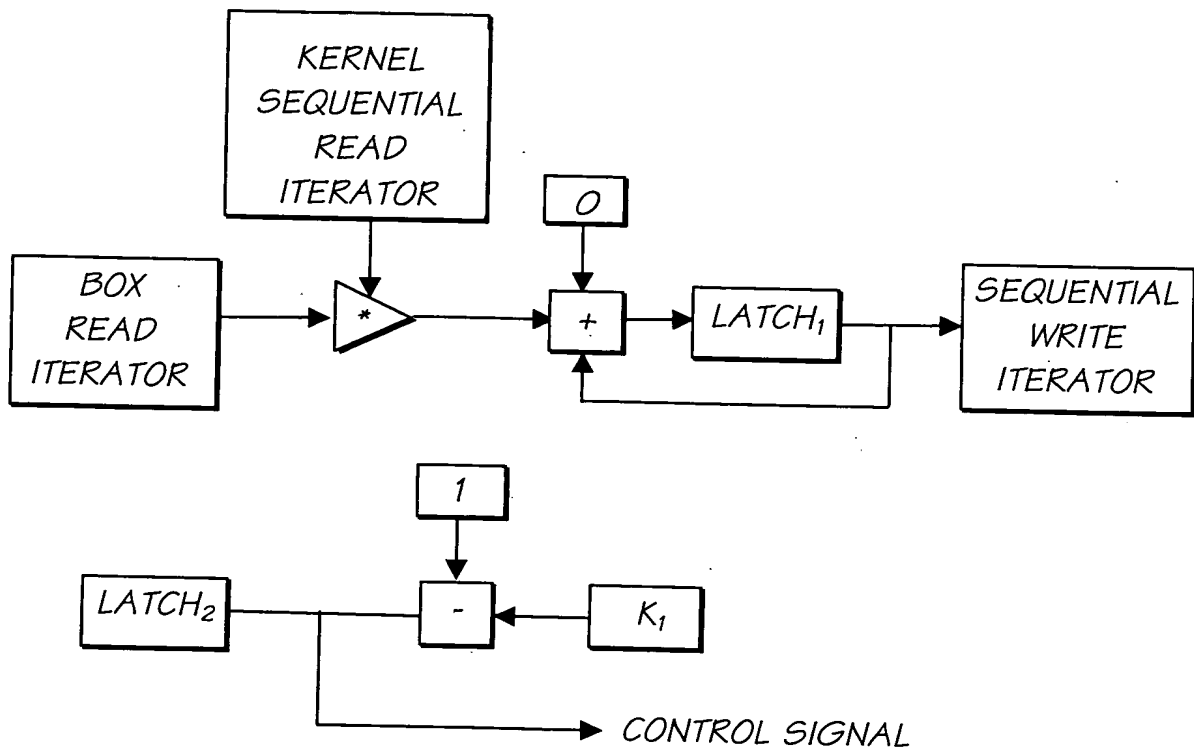 KERNEL
SEQUENTIAL
READ
ITERATOR
0
BOX
READ
ITERATOR
*
+
LATCH₁
SEQUENTIAL
WRITE
ITERATOR
1
LATCH₂
-
K₁
CONTROL SIGNAL